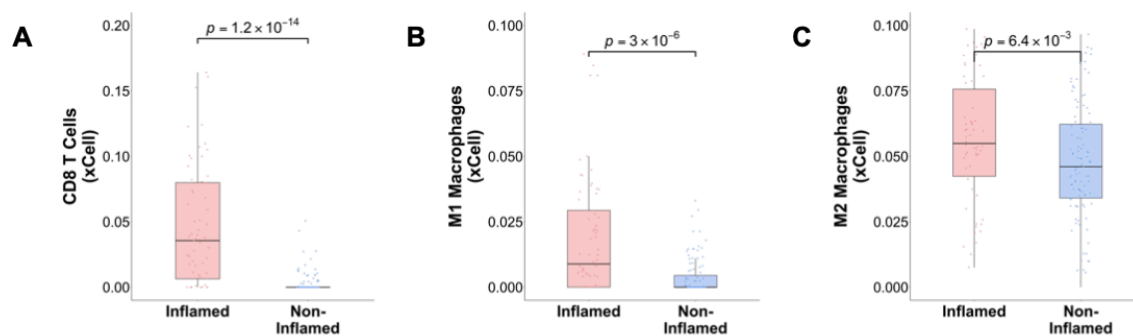 A
CD8 T Cells
(xCell)
0.20
0.15
0.10
0.05
0.00
p = 1.2 × 10⁻¹⁴
Inflamed
Non-
Inflamed
B
M1 Macrophages
(xCell)
0.100
0.075
0.050
0.025
0.000
p = 3 × 10⁻⁶
Inflamed
Non-
Inflamed
C
M2 Macrophages
(xCell)
0.100
0.075
0.050
0.025
0.000
p = 6.4 × 10⁻³
Inflamed
Non-
Inflamed